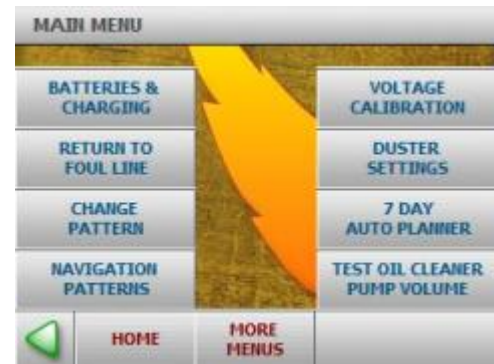 MAIN MENU
BATTERIES &
CHARGING
VOLTAGE
CALIBRATION
RETURN TO
FOUL LINE
DUSTER
SETTINGS
CHANGE
PATTERN
7 DAY
AUTO PLANNER
NAVIGATION
PATTERNS
TEST OIL CLEANER
PUMP VOLUME
HOME
MORE
MENUS